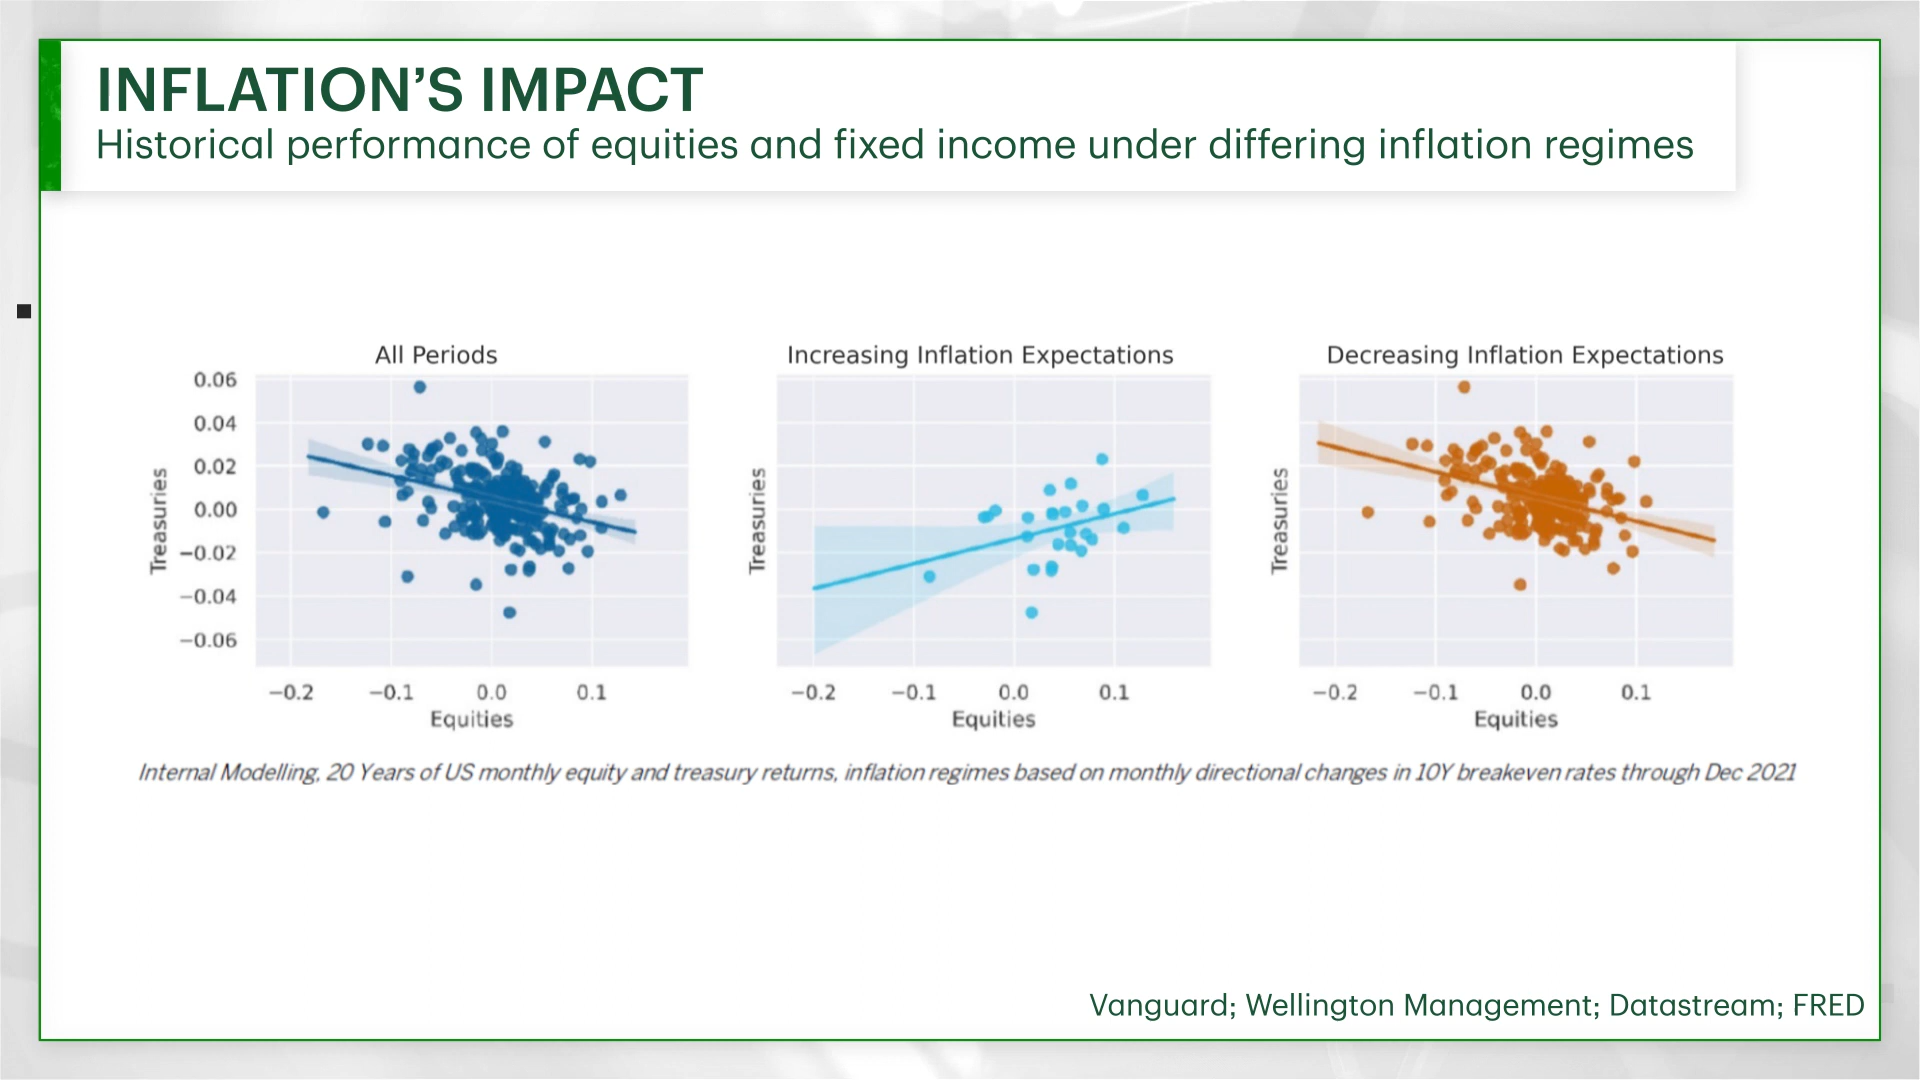 INFLATION’S IMPACT
Historical performance of equities and fixed income under differing inflation regimes
All Periods
0.06
0.04
0.02
0.00
−0.02
−0.04
−0.06
Treasuries
−0.2 −0.1 0.0 0.1
Equities
Increasing Inflation Expectations
Treasuries
−0.2 −0.1 0.0 0.1
Equities
Decreasing Inflation Expectations
Treasuries
−0.2 −0.1 0.0 0.1
Equities
Internal Modelling, 20 Years of US monthly equity and treasury returns, inflation regimes based on monthly directional changes in 10Y breakeven rates through Dec 2021
Vanguard; Wellington Management; Datastream; FRED